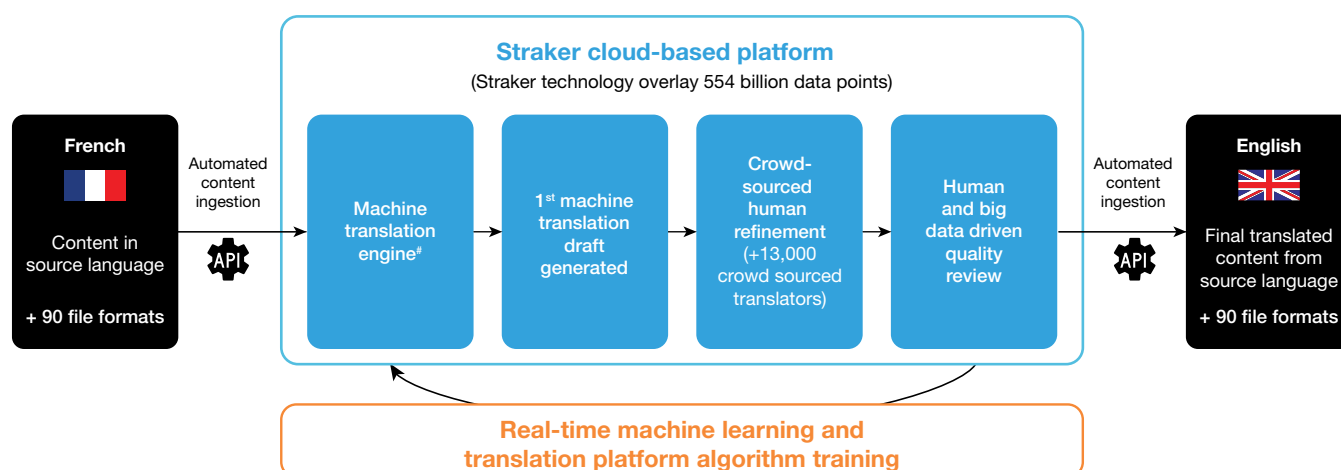 Straker cloud-based platform
(Straker technology overlay 554 billion data points)
French
Content in
source language
+ 90 file formats
Automated
content
ingestion
API
Machine
translation
engine#
1st machine
translation
draft
generated
Crowd-
sourced
human
refinement
(+13,000
crowd sourced
translators)
Human
and big
data driven
quality
review
Automated
content
ingestion
API
English
Final translated
content from
source language
+ 90 file formats
Real-time machine learning and
translation platform algorithm training